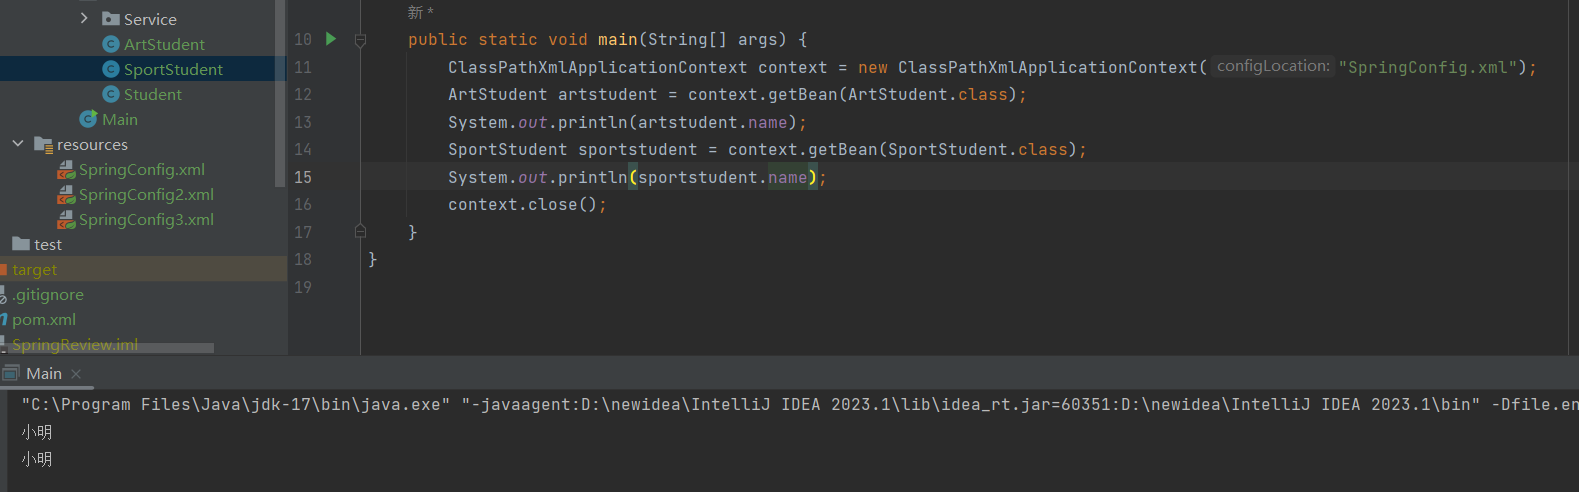 Service
ArtStudent
SportStudent
Student
Main
resources
SpringConfig.xml
SpringConfig2.xml
SpringConfig3.xml
test
target
.gitignore
pom.xml
SpringReview.iml
新 *
10 public static void main(String[] args) {
11 ClassPathXmlApplicationContext context = new ClassPathXmlApplicationContext( configLocation: "SpringConfig.xml");
12 ArtStudent artstudent = context.getBean(ArtStudent.class);
13 System.out.println(artstudent.name);
14 SportStudent sportstudent = context.getBean(SportStudent.class);
15 System.out.println(sportstudent.name);
16 context.close();
17 }
18 }
19
Main
"C:\Program Files\Java\jdk-17\bin\java.exe" "-javaagent:D:\newidea\IntelliJ IDEA 2023.1\lib\idea_rt.jar=60351:D:\newidea\IntelliJ IDEA 2023.1\bin" -Dfile.en
小明
小明